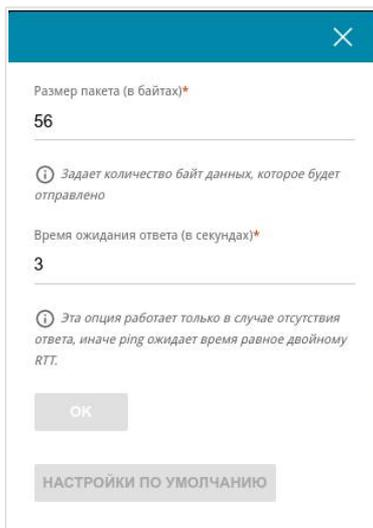 Размер пакета (в байтах)*
56
Задает количество байт данных, которое будет
отправлено
Время ожидания ответа (в секундах)*
3
Эта опция работает только в случае отсутствия
ответа, иначе ping ожидает время равное двойному
RTT.
OK
НАСТРОЙКИ ПО УМОЛЧАНИЮ